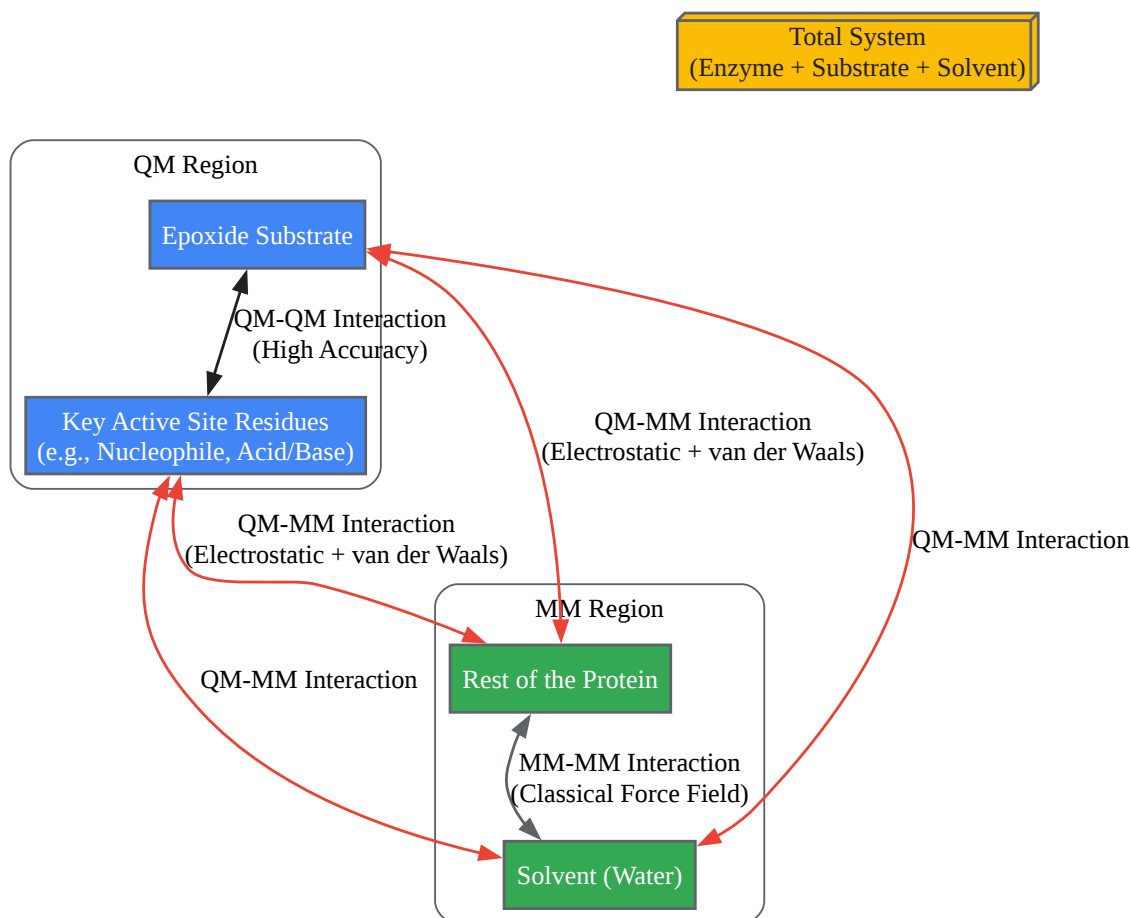 Total System
(Enzyme + Substrate + Solvent)
QM Region
Epoxide Substrate
QM-QM Interaction
(High Accuracy)
Key Active Site Residues
(e.g., Nucleophile, Acid/Base)
QM-MM Interaction
(Electrostatic + van der Waals)
QM-MM Interaction
(Electrostatic + van der Waals)
QM-MM Interaction
MM Region
Rest of the Protein
QM-MM Interaction
MM-MM Interaction
(Classical Force Field)
Solvent (Water)